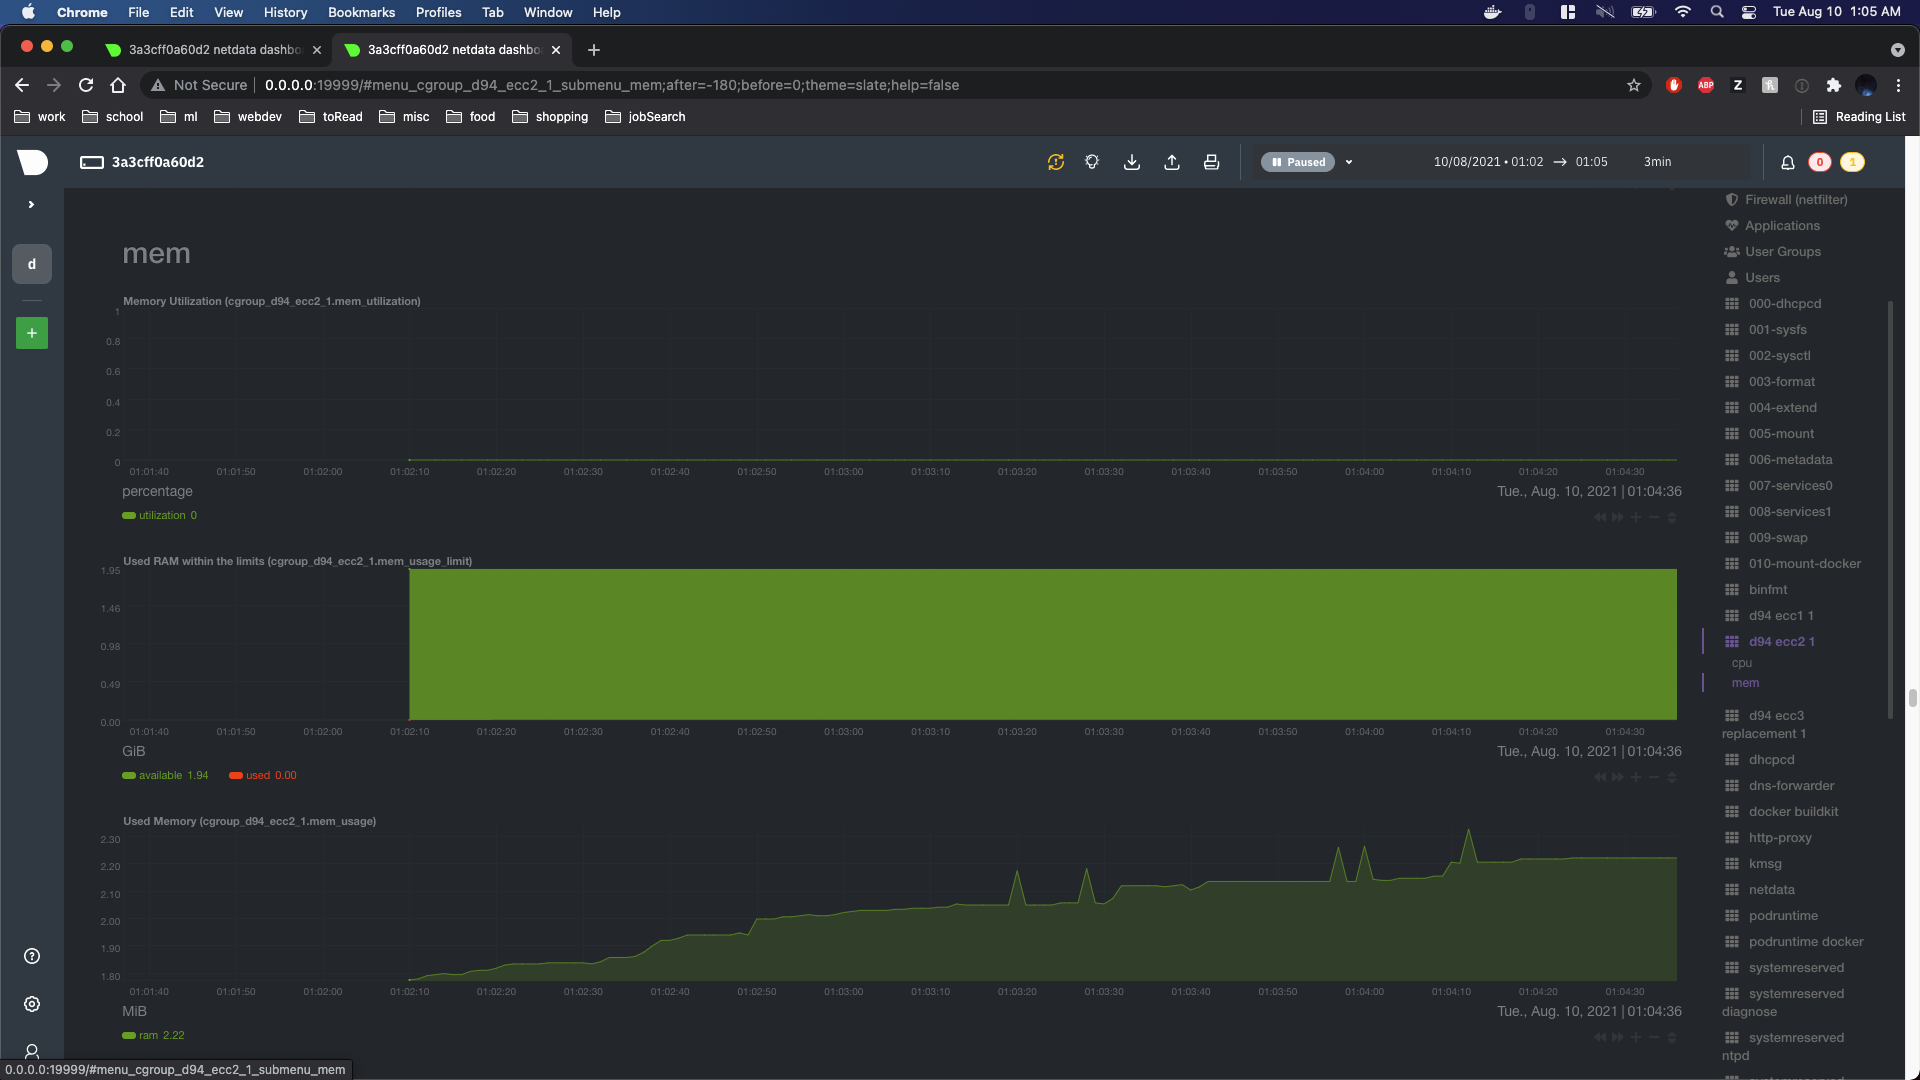 Chrome File Edit View History Bookmarks Profiles Tab Window Help Tue Aug 10 1:05 AM
3a3cff0a60d2 netdata dashbo 3a3cff0a60d2 netdata dashbo
Not Secure 0.0.0.0:19999/#menu_cgroup_d94_ecc2_1_submenu_mem;after=-180;before=0;theme=slate;help=false ABP Z
work school ml webdev toRead misc food shopping jobSearch Reading List
3a3cff0a60d2 Paused 10/08/2021 • 01:02 → 01:05 3min 0 1
d
+
mem
Memory Utilization (cgroup_d94_ecc2_1.mem_utilization)
1
0.8
0.6
0.4
0.2
0
01:01:40 01:01:50 01:02:00 01:02:10 01:02:20 01:02:30 01:02:40 01:02:50 01:03:00 01:03:10 01:03:20 01:03:30 01:03:40 01:03:50 01:04:00 01:04:10 01:04:20 01:04:30
percentage Tue., Aug. 10, 2021 | 01:04:36
utilization 0
Used RAM within the limits (cgroup_d94_ecc2_1.mem_usage_limit)
1.95
1.46
0.98
0.49
0.00
01:01:40 01:01:50 01:02:00 01:02:10 01:02:20 01:02:30 01:02:40 01:02:50 01:03:00 01:03:10 01:03:20 01:03:30 01:03:40 01:03:50 01:04:00 01:04:10 01:04:20 01:04:30
GiB Tue., Aug. 10, 2021 | 01:04:36
available 1.94 used 0.00
Used Memory (cgroup_d94_ecc2_1.mem_usage)
2.30
2.20
2.10
2.00
1.90
1.80
01:01:40 01:01:50 01:02:00 01:02:10 01:02:20 01:02:30 01:02:40 01:02:50 01:03:00 01:03:10 01:03:20 01:03:30 01:03:40 01:03:50 01:04:00 01:04:10 01:04:20 01:04:30
MiB Tue., Aug. 10, 2021 | 01:04:36
ram 2.22
Firewall (netfilter)
Applications
User Groups
Users
000-dhcpcd
001-sysfs
002-sysctl
003-format
004-extend
005-mount
006-metadata
007-services0
008-services1
009-swap
010-mount-docker
binfmt
d94 ecc1 1
d94 ecc2 1
cpu
mem
d94 ecc3
replacement 1
dhcpcd
dns-forwarder
docker buildkit
http-proxy
kmsg
netdata
podruntime
podruntime docker
systemreserved
systemreserved
diagnose
systemreserved
ntpd
0.0.0.0:19999/#menu_cgroup_d94_ecc2_1_submenu_mem